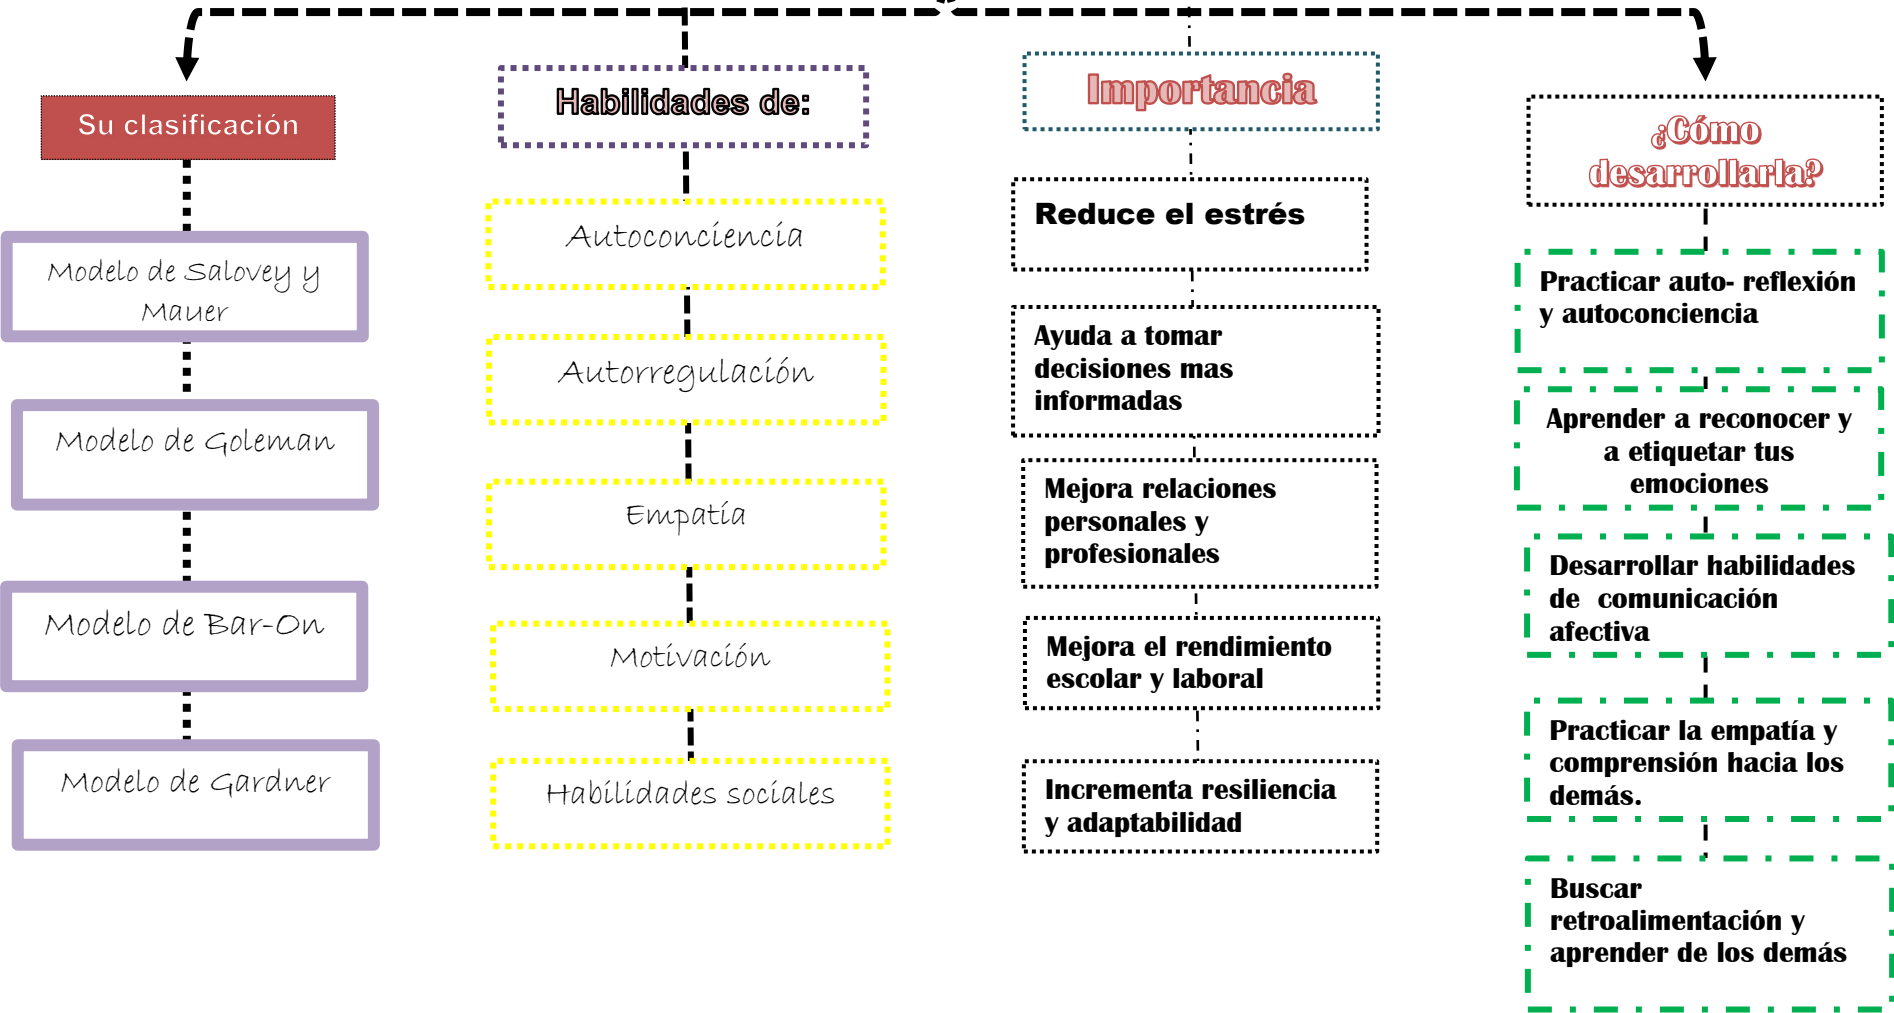 Su clasificación
Modelo de Salovey y
Mauer
Modelo de Goleman
Modelo de Bar-On
Modelo de Gardner
Habilidades de:
Autoconciencia
Autorregulación
Empatía
Motivación
Habilidades sociales
Importancia
Reduce el estrés
Ayuda a tomar
decisiones mas
informadas
Mejora relaciones
personales y
profesionales
Mejora el rendimiento
escolar y laboral
Incrementa resiliencia
y adaptabilidad
¿Cómo
desarrollarla?
Practicar auto- reflexión
y autoconciencia
Aprender a reconocer y
a etiquetar tus
emociones
Desarrollar habilidades
de comunicación
afectiva
Practicar la empatía y
comprensión hacia los
demás.
Buscar
retroalimentación y
aprender de los demás